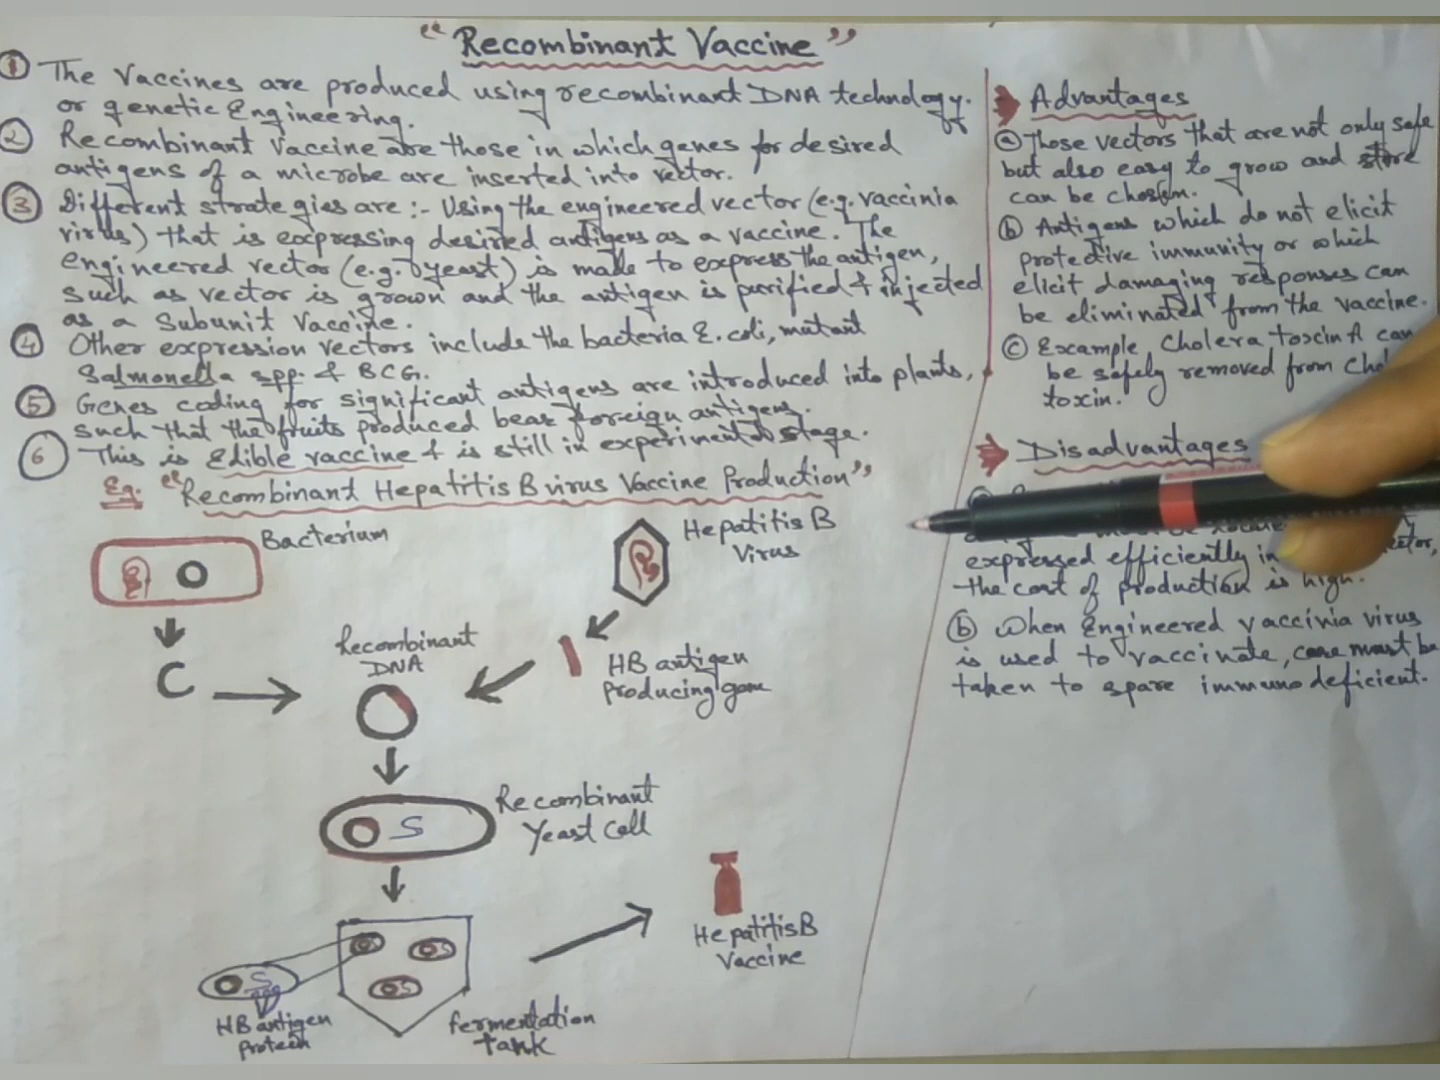 "Recombinant Vaccine"
① The Vaccines are produced using recombinant DNA technology.
or genetic Engineering.
② Recombinant Vaccine are those in which genes for desired
antigens of a microbe are inserted into vector.
③ Different strategies are :- Using the engineered vector (e.g. vaccinia
virus) that is expressing desired antigens as a vaccine. The
engineered vector (e.g. yeast) is made to express the antigen,
such as vector is grown and the antigen is purified & injected
as a Subunit Vaccine.
④ Other expression vectors include the bacteria E. coli, mutant
Salmonella spp. & BCG.
⑤ Genes coding for significant antigens are introduced into plants,
such that the fruits produced bear foreign antigens.
⑥ This is Edible vaccine & is still in experimental stage.
Eg. "Recombinant Hepatitis B virus Vaccine Production"
Bacterium
Hepatitis B
Virus
Recombinant
DNA
HB antigen
Producing gene
C
Recombinant
Yeast Cell
S
Hepatitis B
Vaccine
S
HB antigen
Protein
fermentation
tank
Advantages
ⓐ Those vectors that are not only safe
but also easy to grow and store
can be chosen.
ⓑ Antigens which do not elicit
protective immunity or which
elicit damaging responses can
be eliminated from the vaccine.
ⓒ Example, Cholera toxin A can
be safely removed from
toxin.
Disadvantages
expressed efficiently in
the cost of production is high.
ⓑ When Engineered vaccinia virus
is used to vaccinate, care must be
taken to spare immunodeficient.